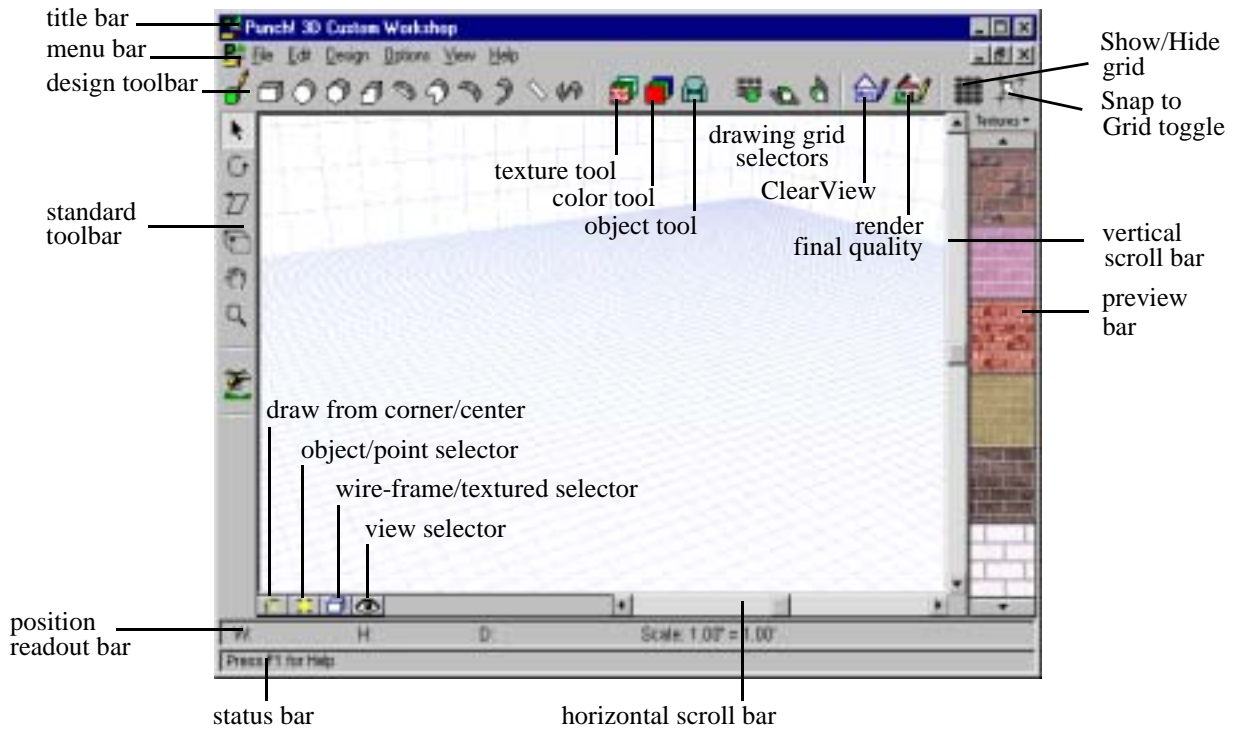 title bar
menu bar
design toolbar
standard
toolbar
position
readout bar
status bar
horizontal scroll bar
Show/Hide
grid
Snap to
Grid toggle
vertical
scroll bar
preview
bar
Punch! 3D Custom Workshop
File Edit Design Options View Help
Textures
texture tool
color tool
object tool
drawing grid
selectors
ClearView
render
final quality
draw from corner/center
object/point selector
wire-frame/textured selector
view selector
W: H: D: Scale: 1.00" = 1.00'
Press F1 for Help